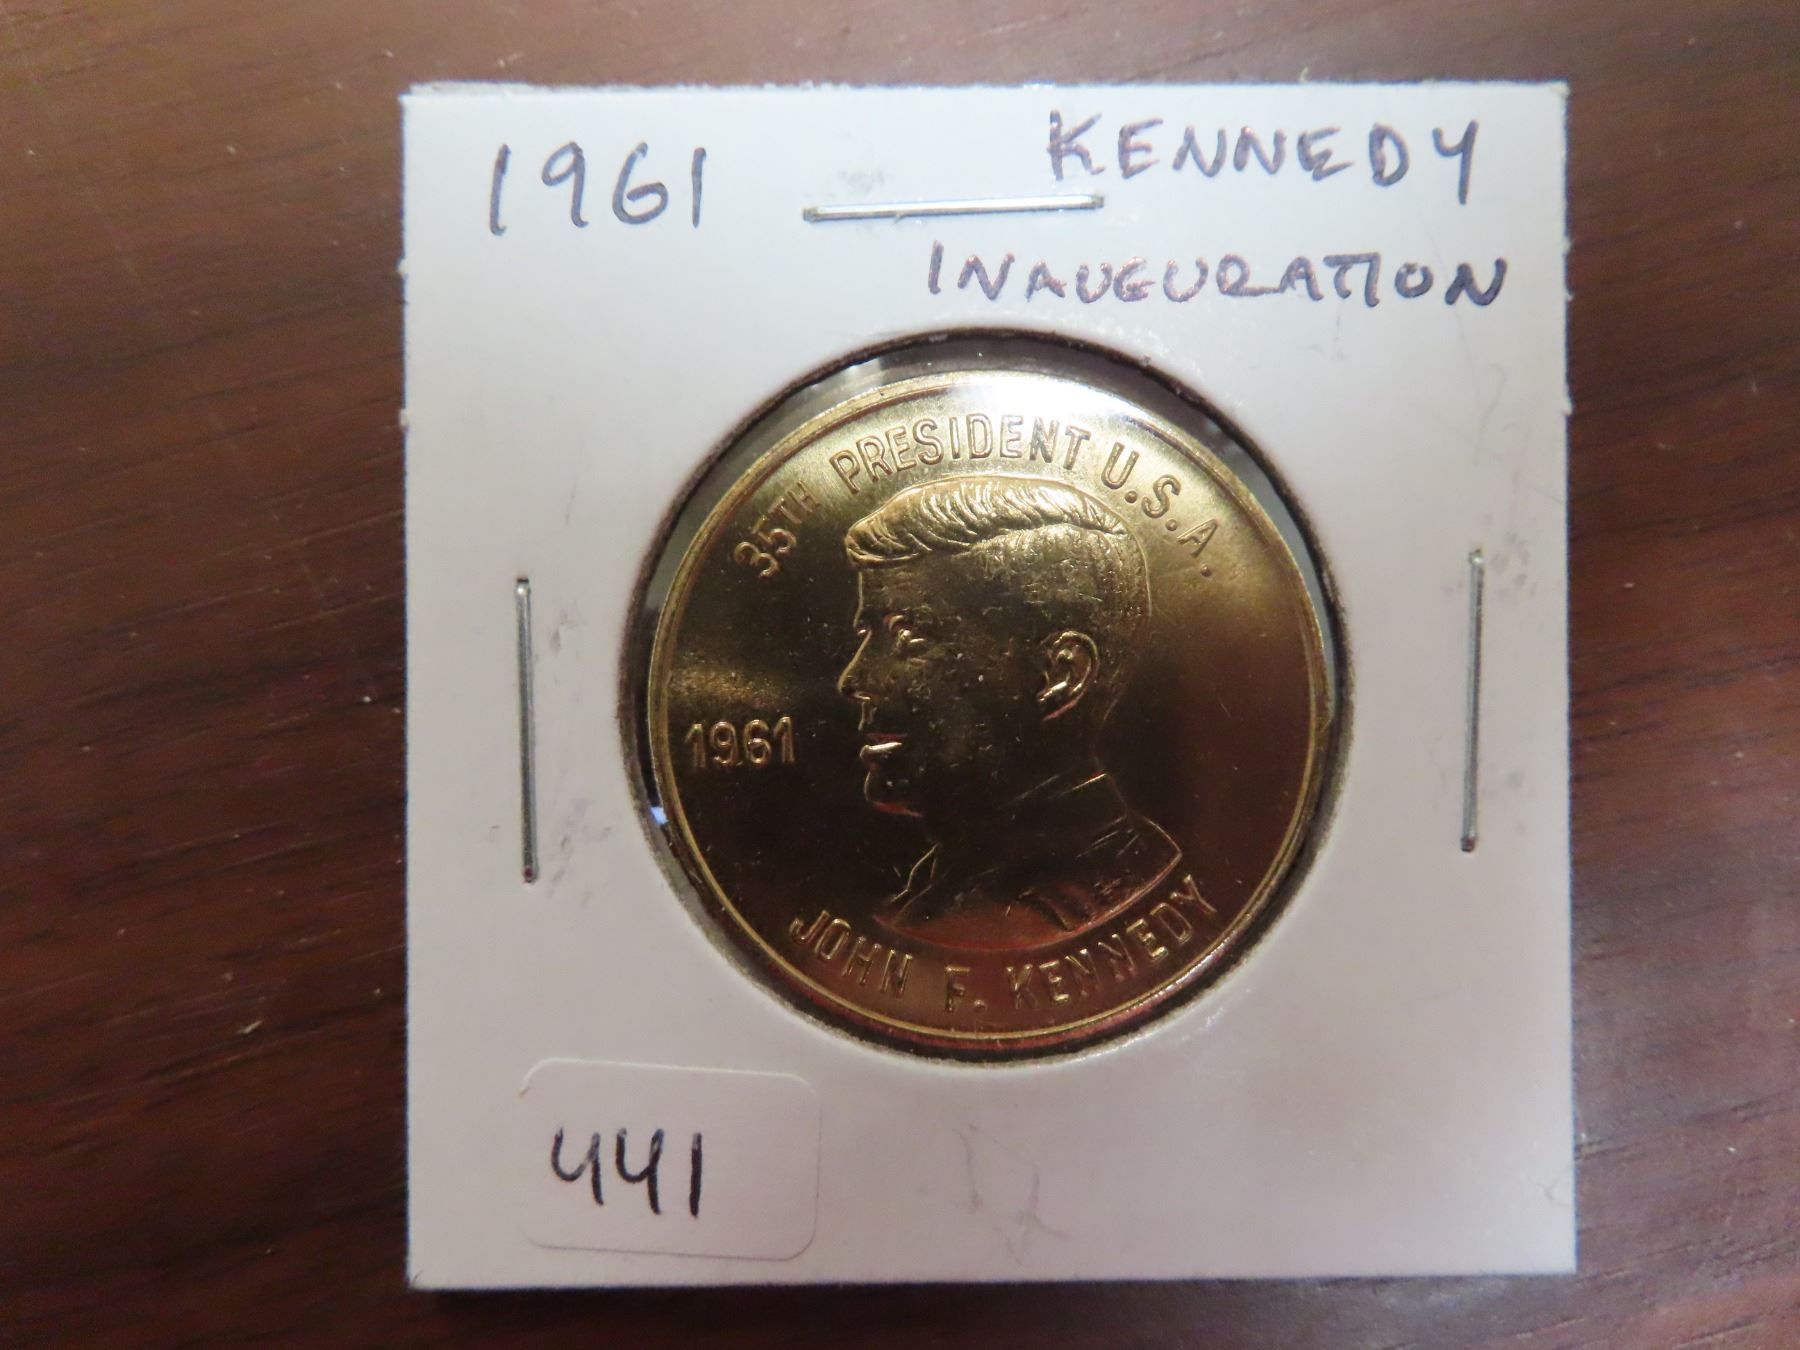 1961
KENNEDY
INAUGURATION
35TH PRESIDENT U.S.A.
1961
JOHN F. KENNEDY
441